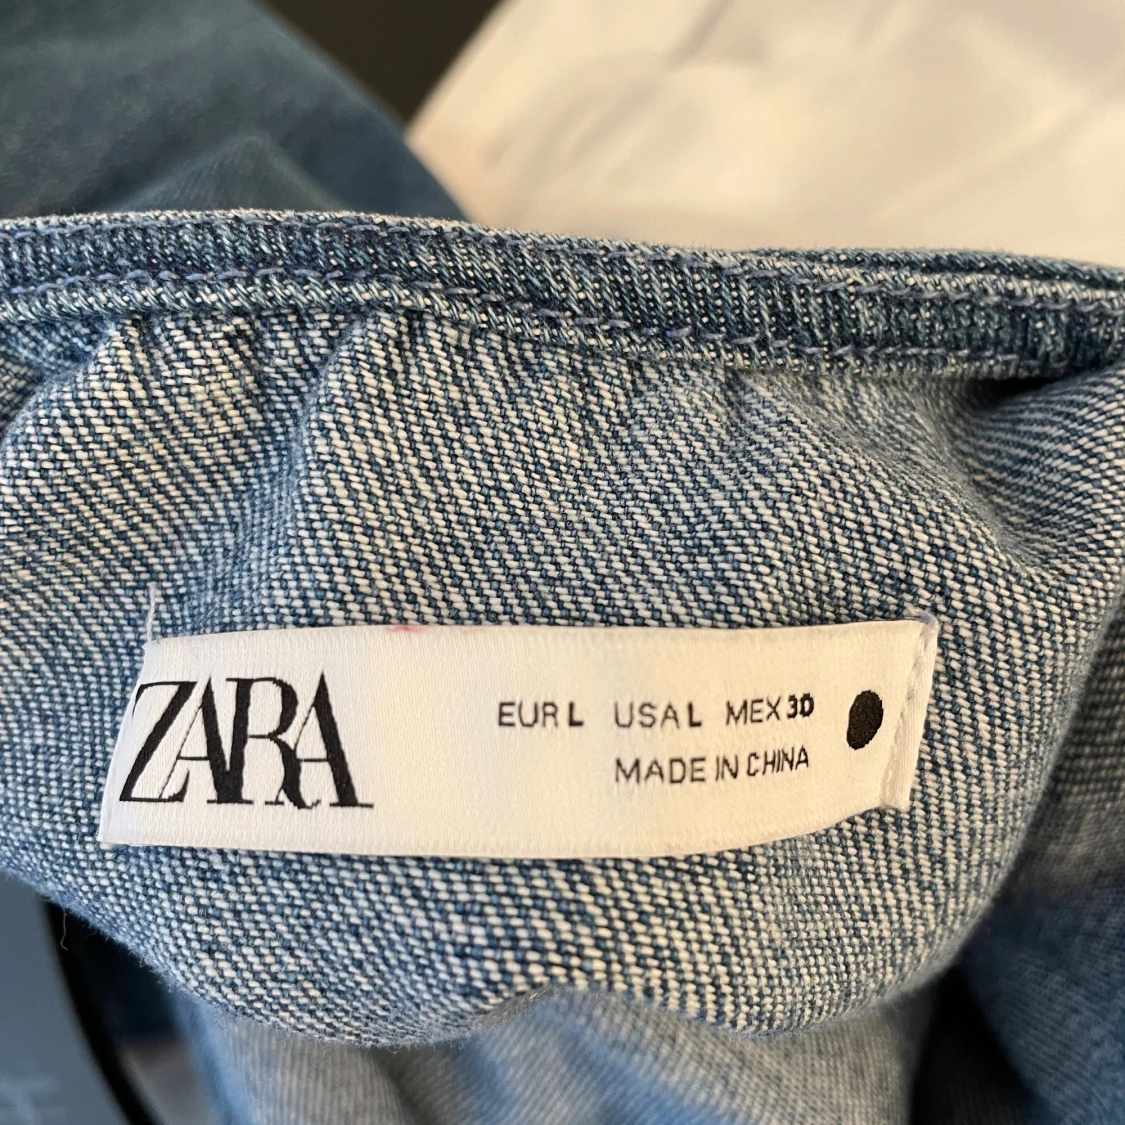 ZARA
EUR L USA L MEX 30
MADE IN CHINA